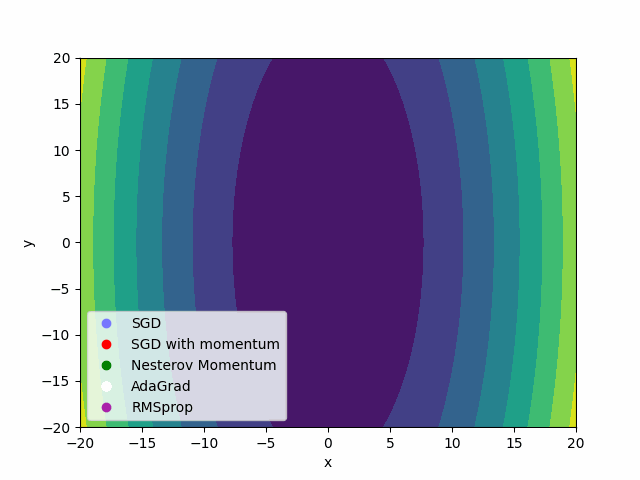 20
15
10
5
0
−5
−10
−15
−20
y
SGD
SGD with momentum
Nesterov Momentum
AdaGrad
RMSprop
−20 −15 −10 −5 0 5 10 15 20
x